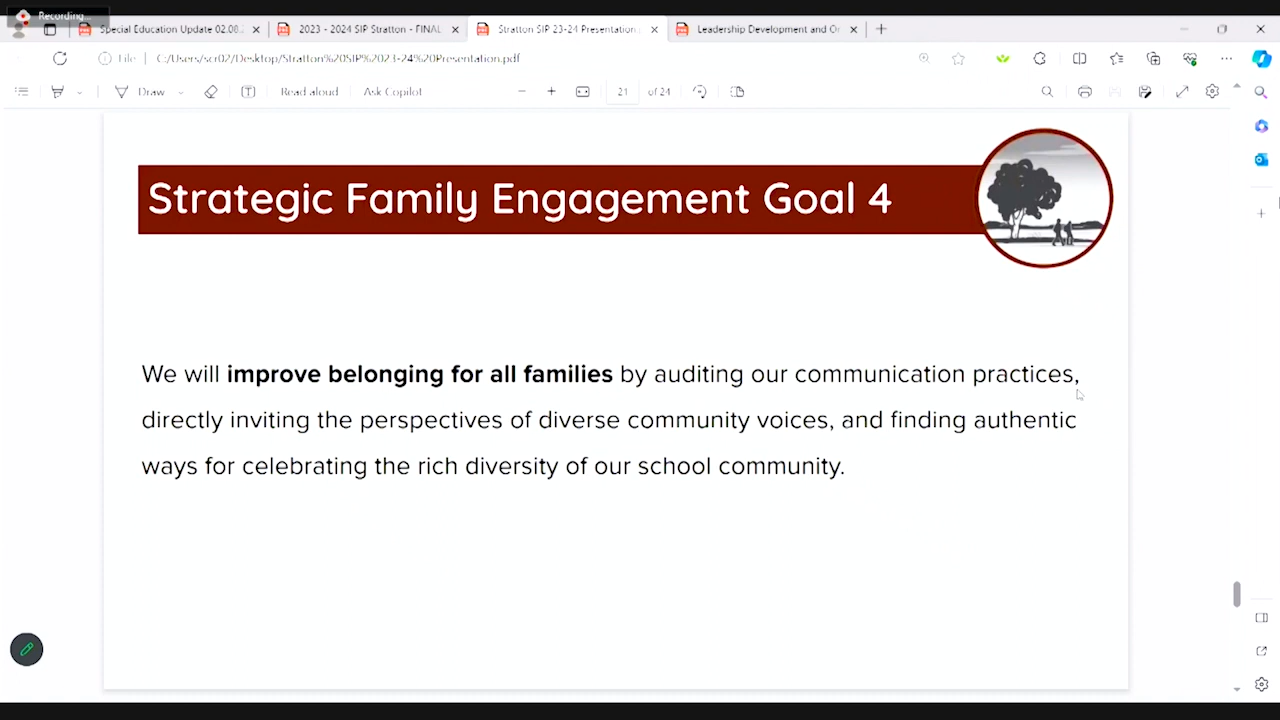 Recording...
Special Education Update 02.08.
2023 - 2024 SIP Stratton - FINAL
Stratton SIP 23-24 Presentation.
Leadership Development and Or
File
C:/Users/scr02/Desktop/Stratton%20SIP%2023-24%20Presentation.pdf
Draw
Read aloud
Ask Copilot
21
of 24
Strategic Family Engagement Goal 4
We will improve belonging for all families by auditing our communication practices,
directly inviting the perspectives of diverse community voices, and finding authentic
ways for celebrating the rich diversity of our school community.